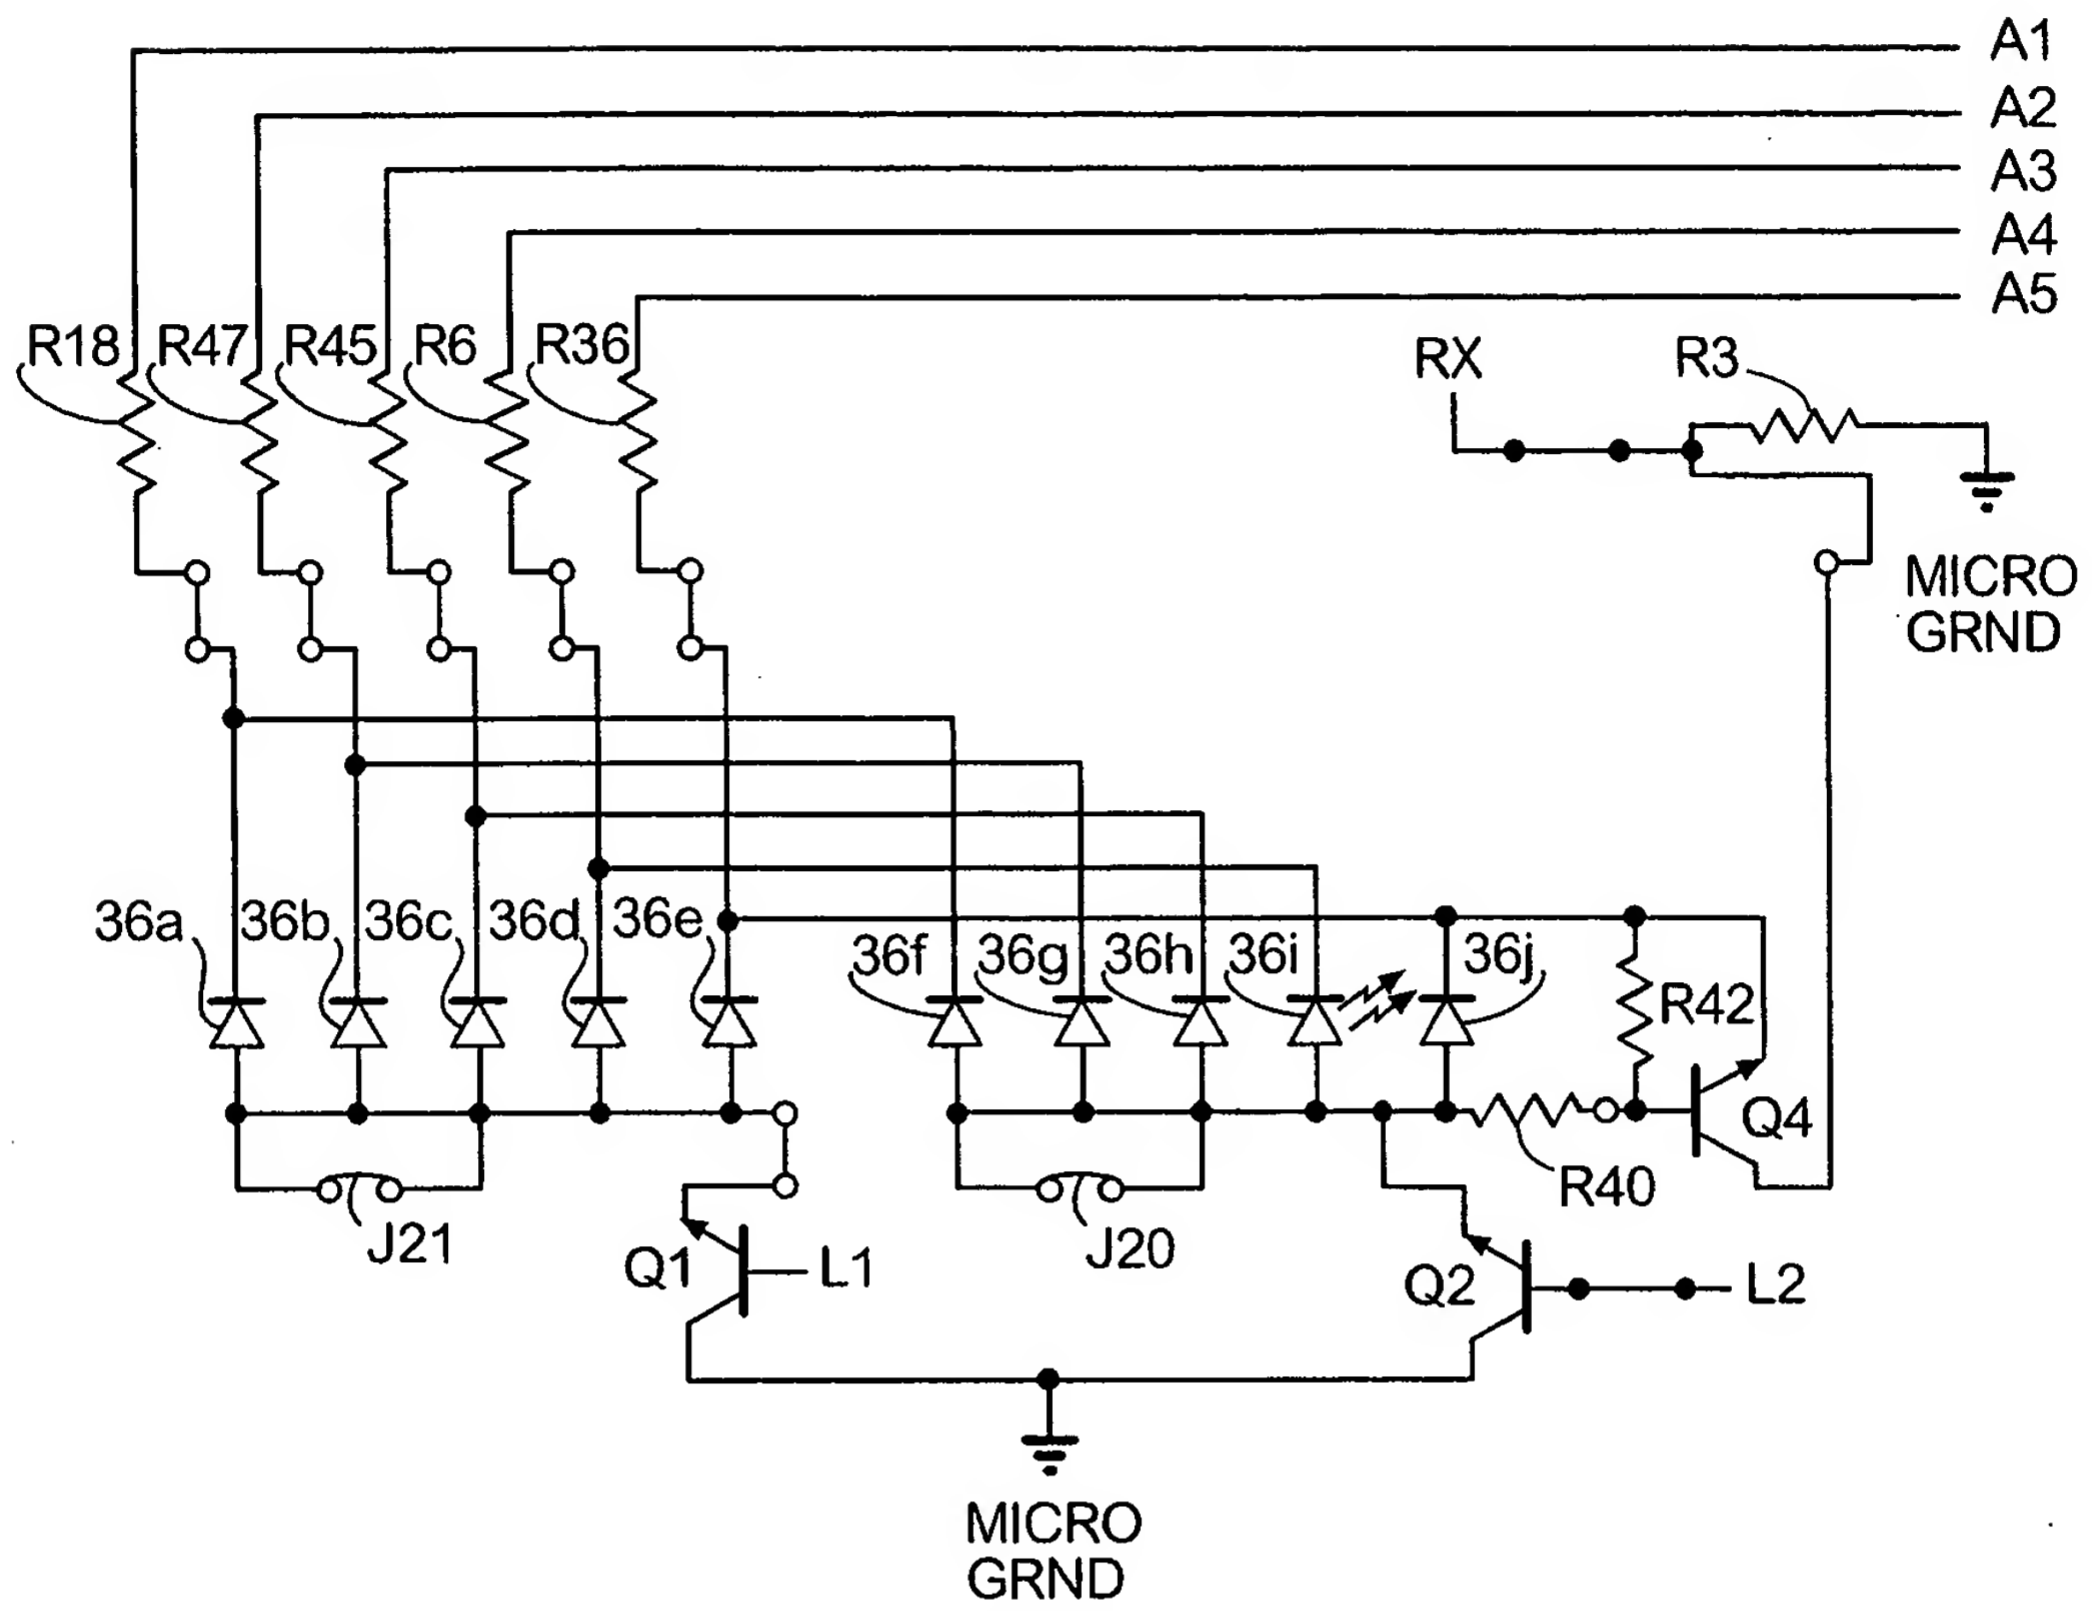 A1
A2
A3
A4
A5
R18 R47 R45 R6 R36
RX R3
MICRO
GRND
36a 36b 36c 36d 36e
36f 36g 36h 36i 36j
R42
Q4
R40
J21
J20
Q1 L1
Q2 L2
MICRO
GRND